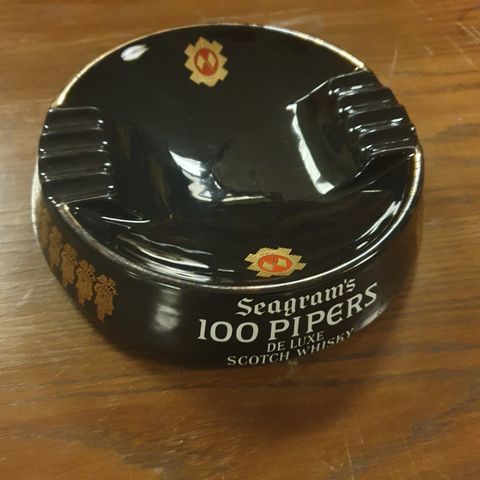 Seagram's
100 PIPERS
DE LUXE
SCOTCH WHISKY